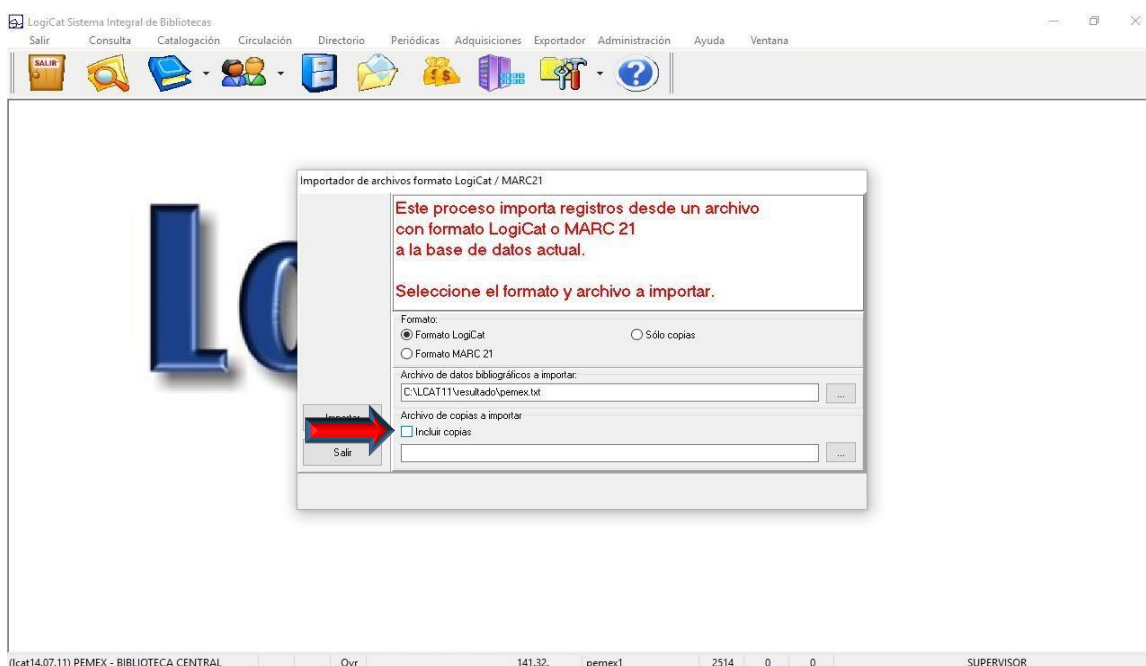 LogiCat Sistema Integral de Bibliotecas
Salir Consulta Catalogación Circulación Directorio Periódicas Adquisiciones Exportador Administración Ayuda Ventana
SALIR
Lo
Importador de archivos formato LogiCat / MARC21
Este proceso importa registros desde un archivo
con formato LogiCat o MARC 21
a la base de datos actual.
Seleccione el formato y archivo a importar.
Formato:
Formato LogiCat Sólo copias
Formato MARC 21
Archivo de datos bibliográficos a importar:
C:\LCAT11\resultado\pemex.txt ...
Importar
Archivo de copias a importar
Incluir copias
Salir ...
(lcat14.07.11) PEMEX - BIBLIOTECA CENTRAL Ovr 141.32. pemex1 2514 0 0 SUPERVISOR